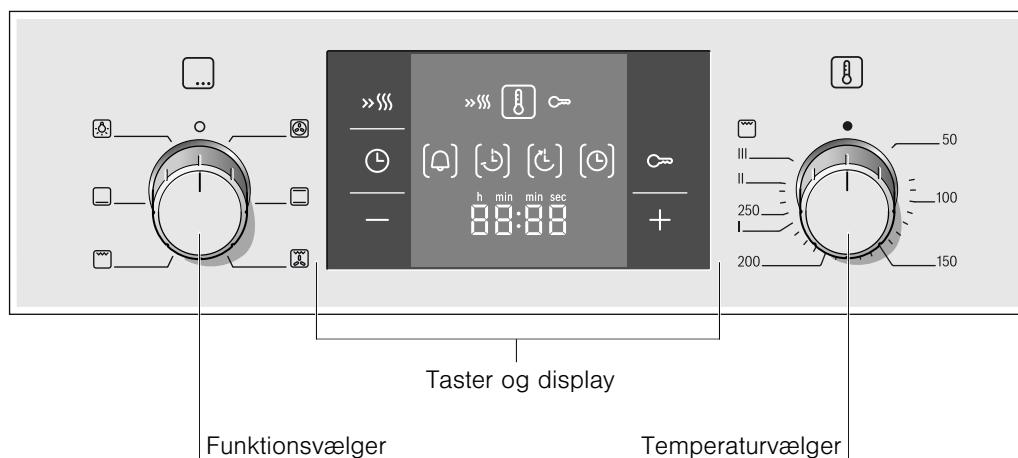 h min min sec
88:88
50
100
150
200
I
250
II
III
Taster og display
Funktionsvælger
Temperaturvælger